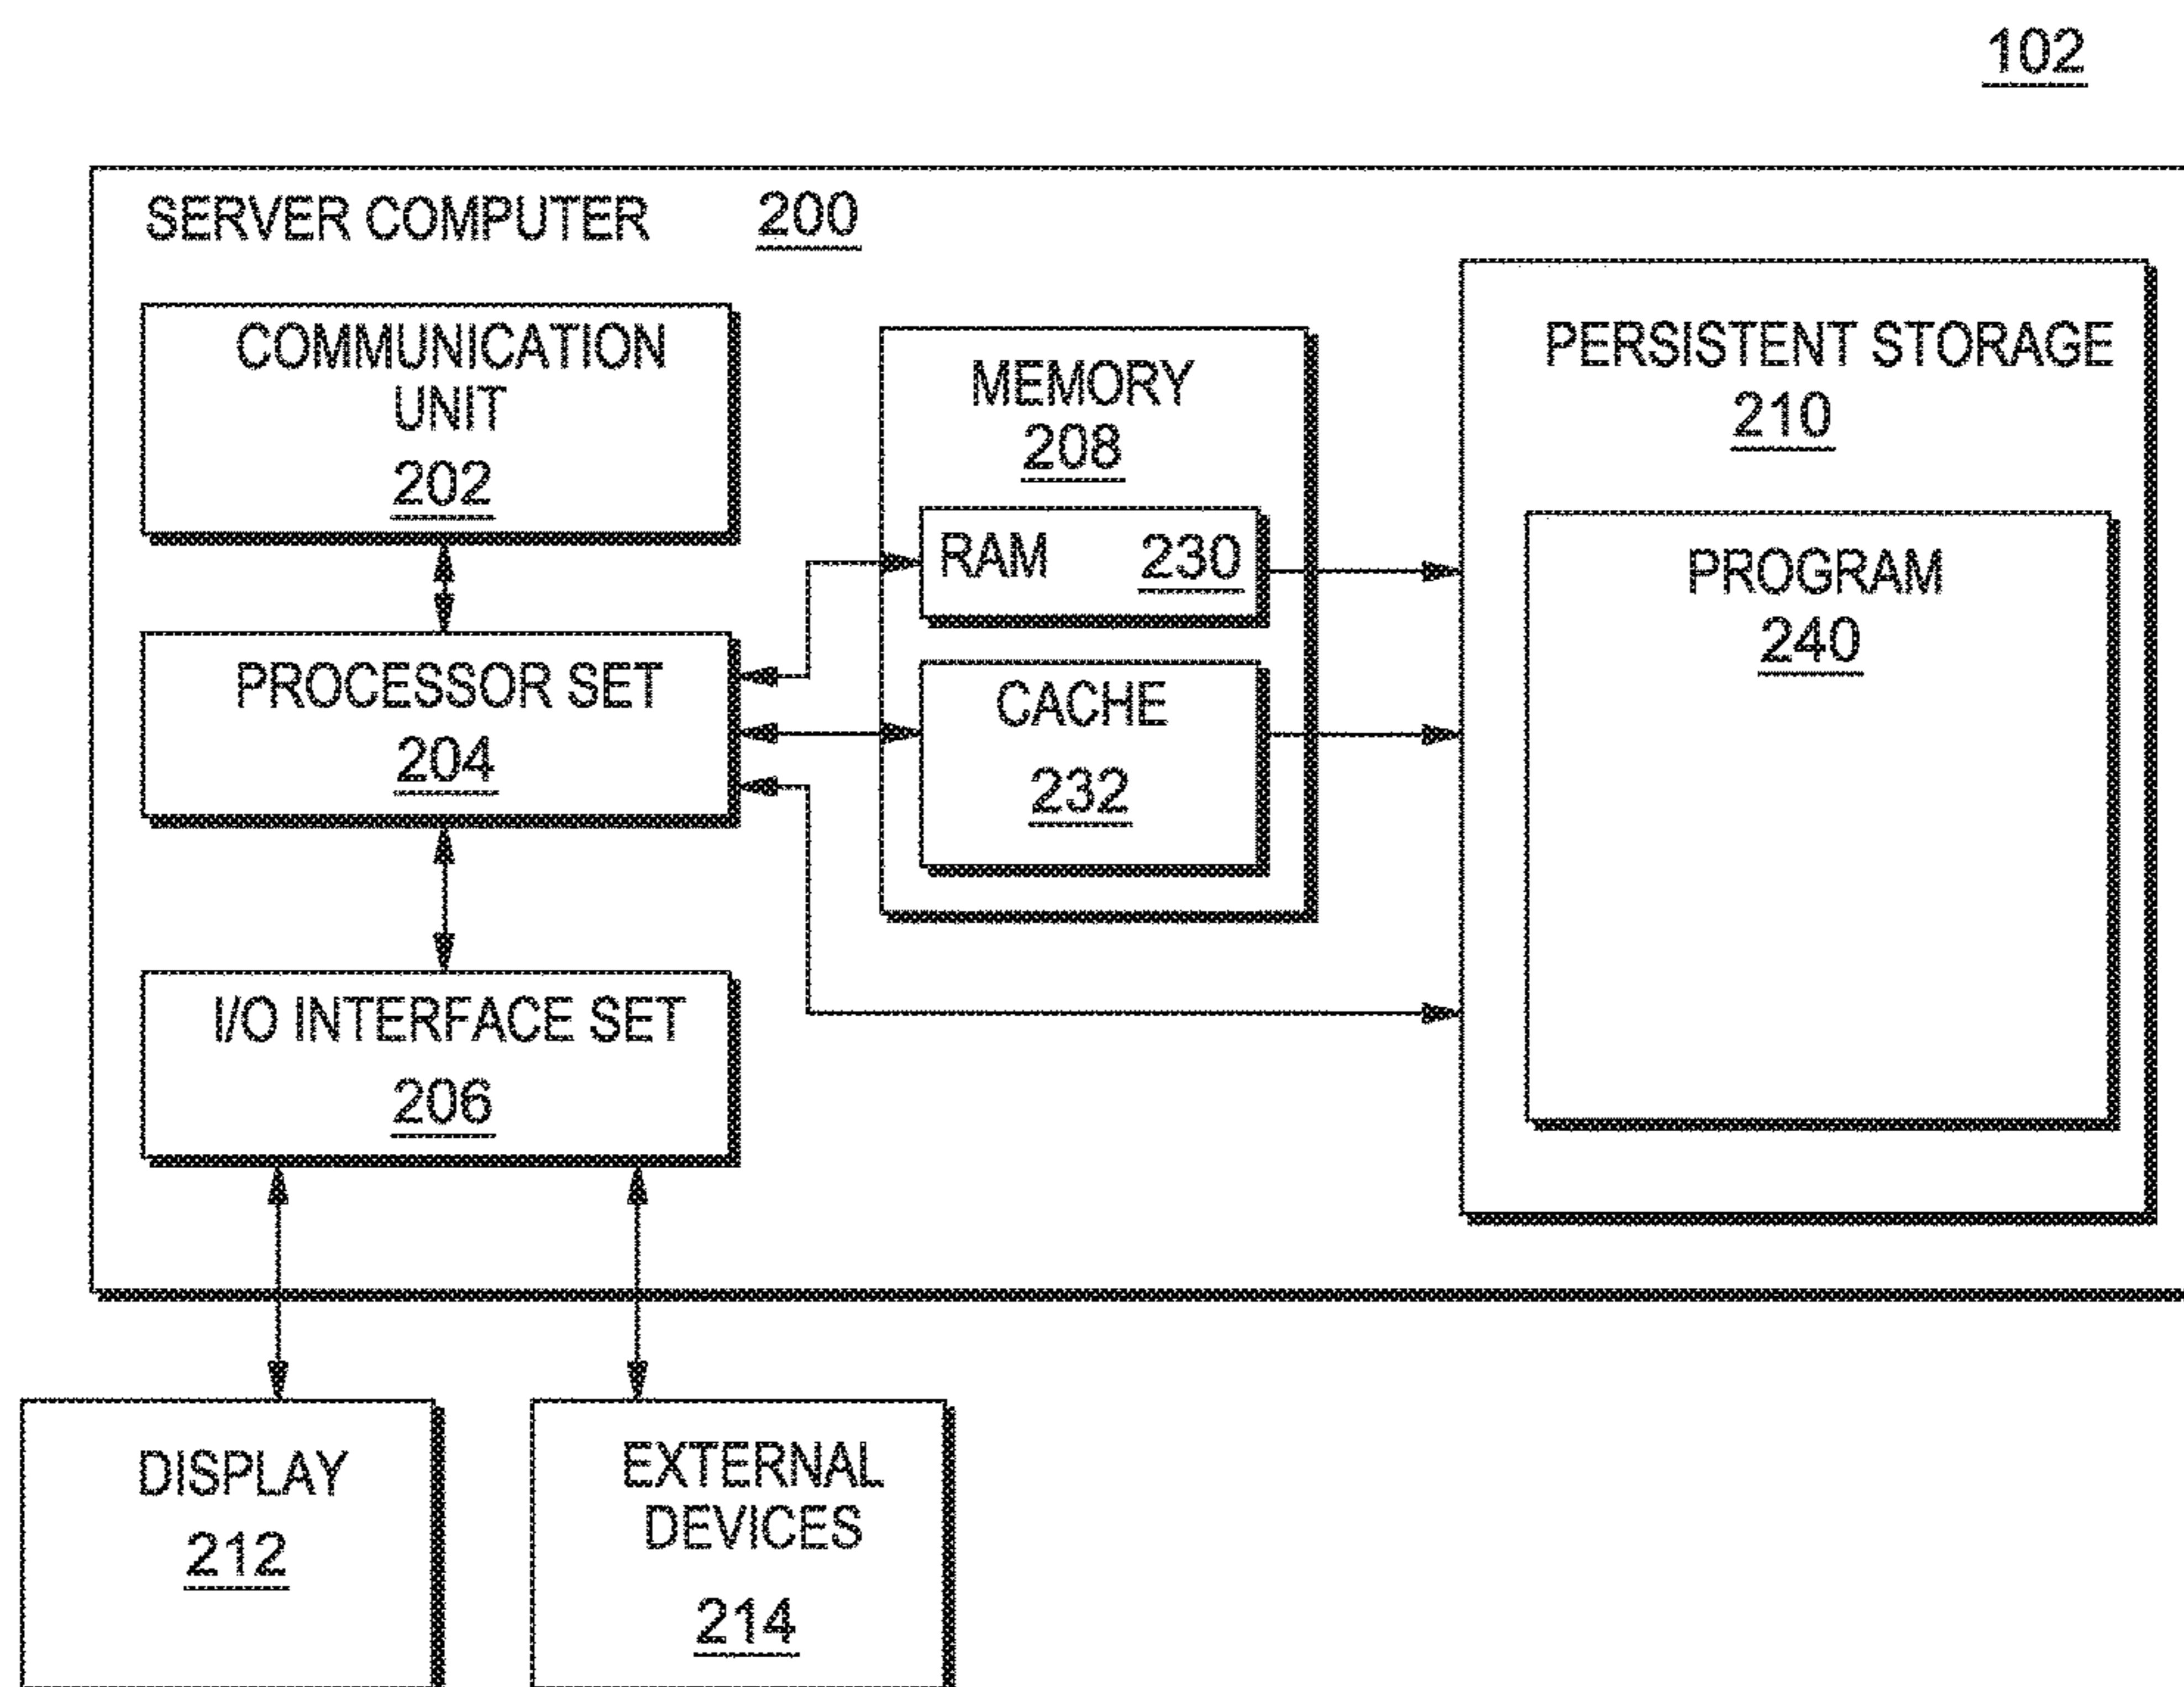 102
SERVER COMPUTER 200
COMMUNICATION
UNIT
202
PROCESSOR SET
204
I/O INTERFACE SET
206
MEMORY
208
RAM 230
CACHE
232
PERSISTENT STORAGE
210
PROGRAM
240
DISPLAY
212
EXTERNAL
DEVICES
214